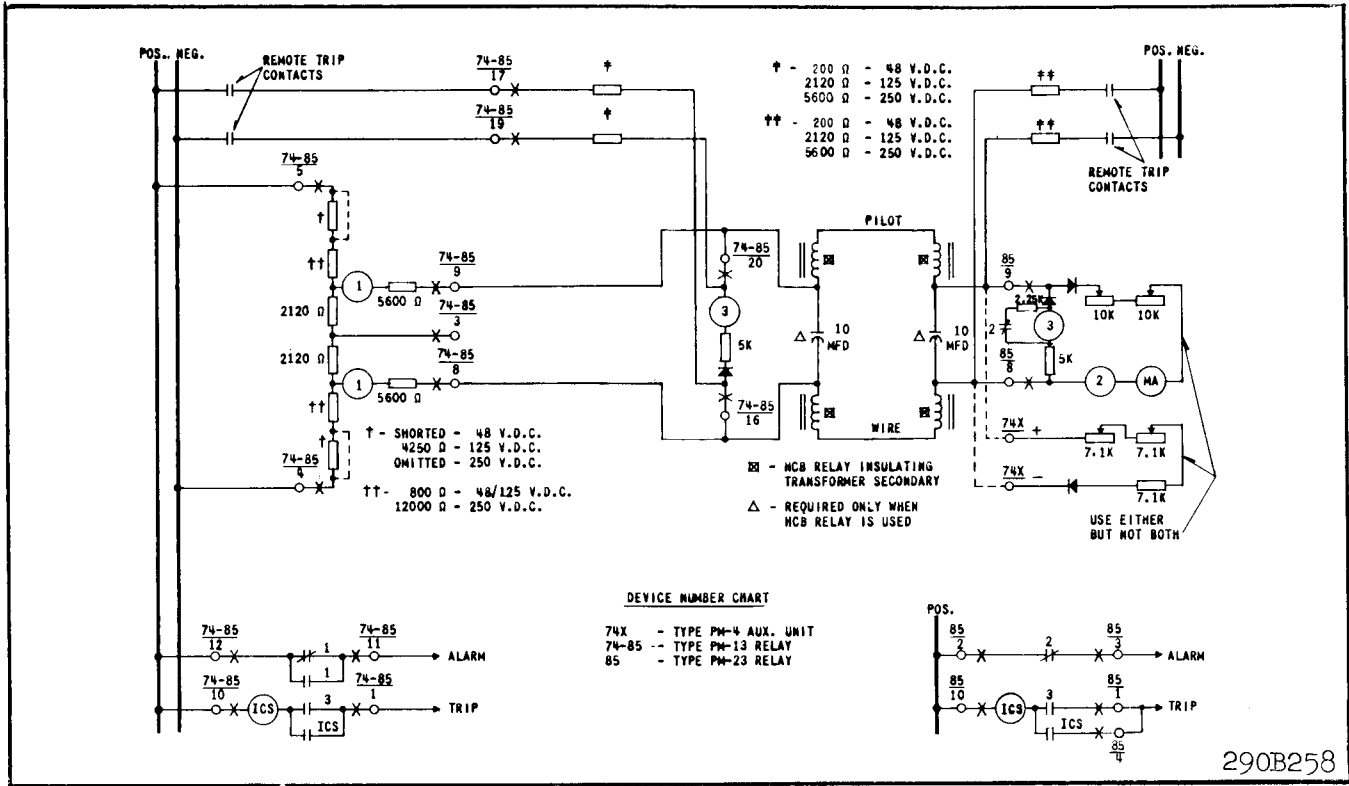 POS. NEG.
REMOTE TRIP
CONTACTS
74-85
17
*
74-85
19
*
* - 200 Ω - 48 V.D.C.
2120 Ω - 125 V.D.C.
5600 Ω - 250 V.D.C.
** - 200 Ω - 48 V.D.C.
2120 Ω - 125 V.D.C.
5600 Ω - 250 V.D.C.
POS. NEG.
**
**
REMOTE TRIP
CONTACTS
74-85
5
†
††
1
5600 Ω
74-85
9
2120 Ω
74-85
3
2120 Ω
74-85
8
1
5600 Ω
††
†
74-85
4
† - SHORTED - 48 V.D.C.
4250 Ω - 125 V.D.C.
OMITTED - 250 V.D.C.
†† - 800 Ω - 48/125 V.D.C.
12000 Ω - 250 V.D.C.
74-85
20
3
5K
74-85
16
PILOT
△ 10
MFD
△ 10
MFD
WIRE
⊠ - HCB RELAY INSULATING
TRANSFORMER SECONDARY
△ - REQUIRED ONLY WHEN
HCB RELAY IS USED
85
9
2.25K
2
3
5K
10K
10K
85
8
2
MA
74X +
7.1K
7.1K
74X -
7.1K
USE EITHER
BUT NOT BOTH
DEVICE NUMBER CHART
74X - TYPE PM-4 AUX. UNIT
74-85 -- TYPE PM-13 RELAY
85 - TYPE PM-23 RELAY
74-85
12
1
1
74-85
11
ALARM
74-85
10
ICS
3
ICS
74-85
1
TRIP
POS.
85
2
2
85
3
ALARM
85
10
ICS
3
ICS
85
1
TRIP
85
4
290B258